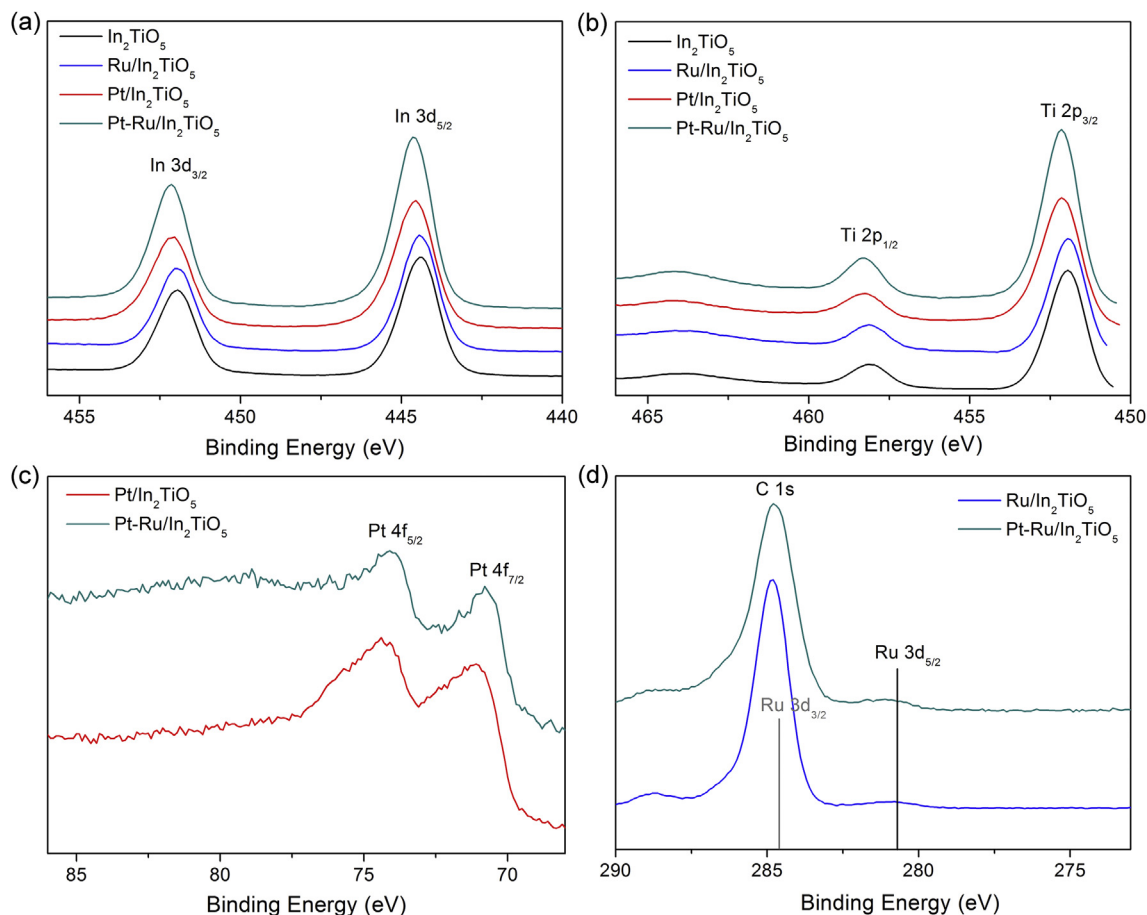 (a)
In₂TiO₅
Ru/In₂TiO₅
Pt/In₂TiO₅
Pt-Ru/In₂TiO₅
In 3d₃/₂
In 3d₅/₂
455 450 445 440
Binding Energy (eV)
(b)
In₂TiO₅
Ru/In₂TiO₅
Pt/In₂TiO₅
Pt-Ru/In₂TiO₅
Ti 2p₃/₂
Ti 2p₁/₂
465 460 455 450
Binding Energy (eV)
(c)
Pt/In₂TiO₅
Pt-Ru/In₂TiO₅
Pt 4f₅/₂
Pt 4f₇/₂
85 80 75 70
Binding Energy (eV)
(d)
C 1s
Ru/In₂TiO₅
Pt-Ru/In₂TiO₅
Ru 3d₅/₂
Ru 3d₃/₂
290 285 280 275
Binding Energy (eV)